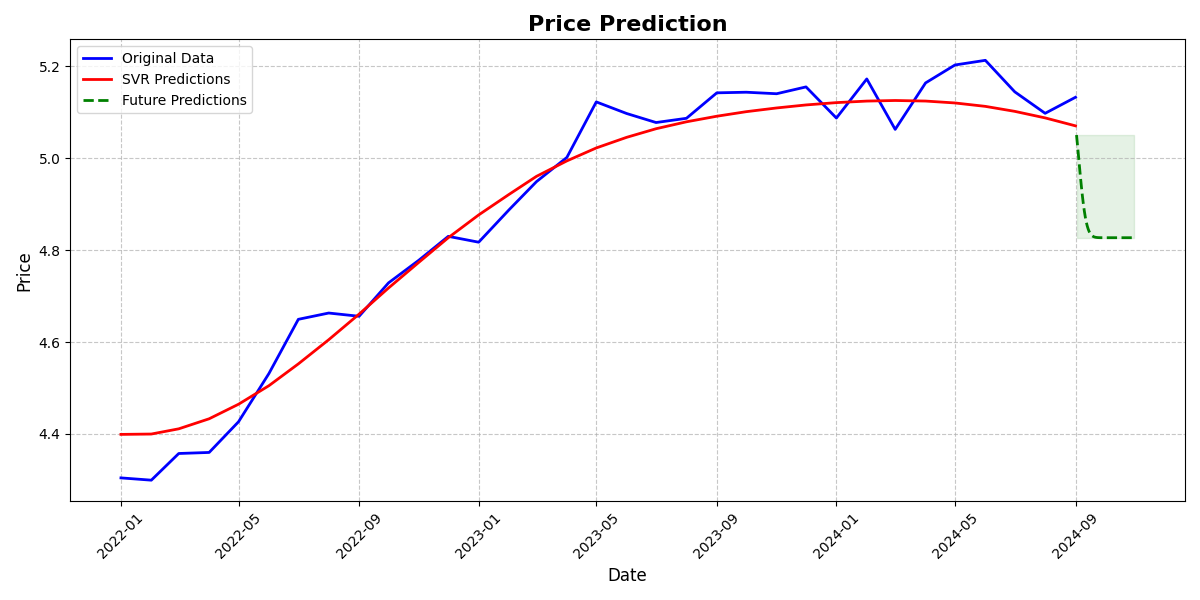 Price Prediction
Original Data
SVR Predictions
Future Predictions
Price
5.2
5.0
4.8
4.6
4.4
2022-01
2022-05
2022-09
2023-01
2023-05
2023-09
2024-01
2024-05
2024-09
Date